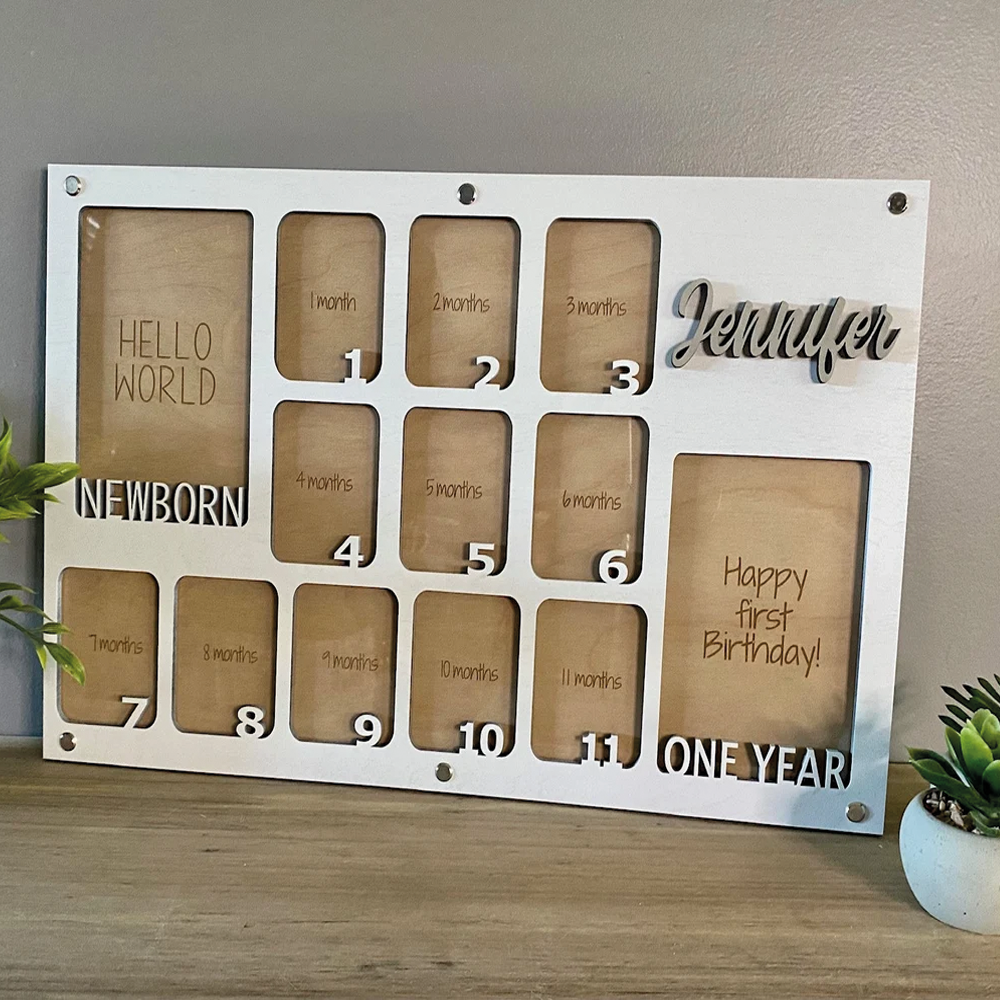 HELLO
WORLD
NEWBORN
1 month
1
2 months
2
3 months
3
Jennifer
4 months
4
5 months
5
6 months
6
7 months
7
8 months
8
9 months
9
10 months
10
11 months
11
Happy
first
Birthday!
ONE YEAR